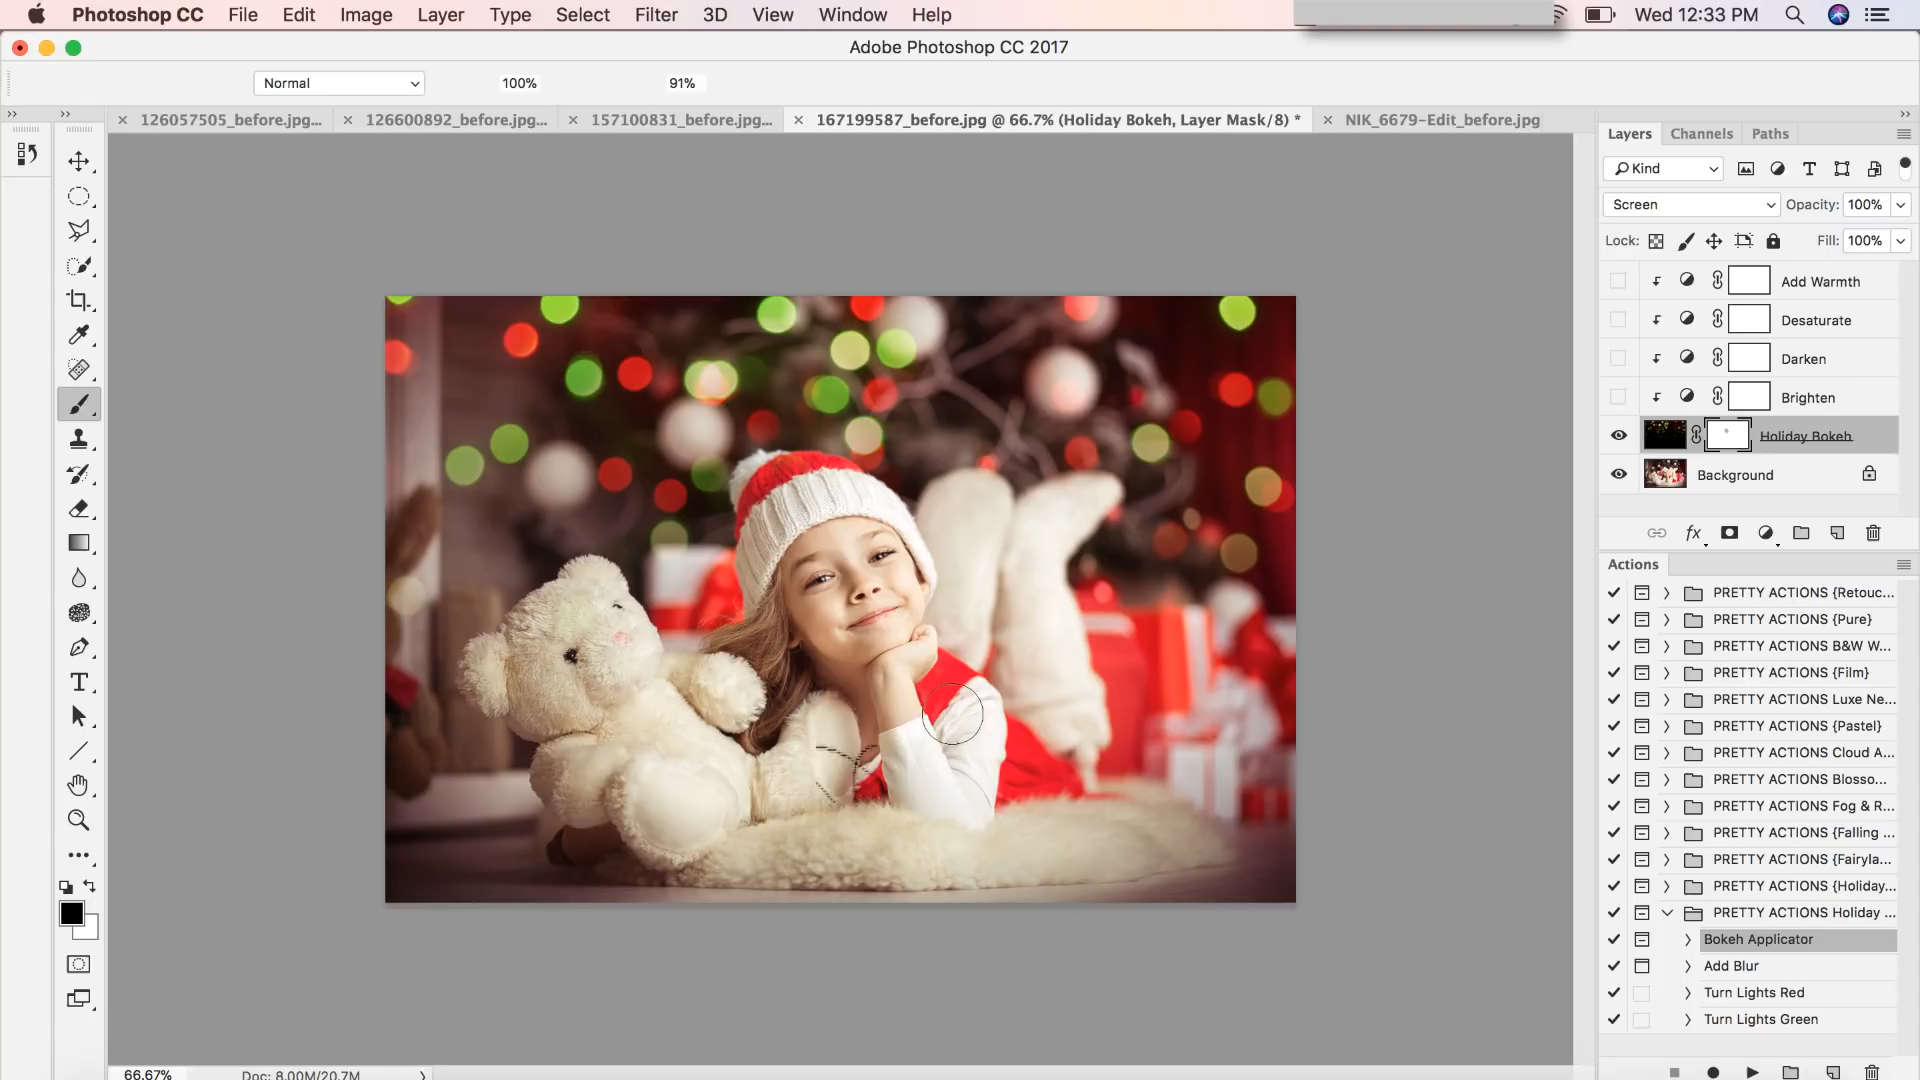 Photoshop CC File Edit Image Layer Type Select Filter 3D View Window Help Wed 12:33 PM
Adobe Photoshop CC 2017
Normal 100% 91%
126057505_before.jpg... 126600892_before.jpg... 157100831_before.jpg... 167199587_before.jpg @ 66.7% (Holiday Bokeh, Layer Mask/8) * NIK_6679-Edit_before.jpg
Layers Channels Paths
Kind
Screen Opacity: 100%
Lock: Fill: 100%
Add Warmth
Desaturate
Darken
Brighten
Holiday Bokeh
Background
fx
Actions
PRETTY ACTIONS {Retouc...
PRETTY ACTIONS {Pure}
PRETTY ACTIONS B&W W...
PRETTY ACTIONS {Film}
PRETTY ACTIONS Luxe Ne...
PRETTY ACTIONS {Pastel}
PRETTY ACTIONS Cloud A...
PRETTY ACTIONS Blosso...
PRETTY ACTIONS Fog & R...
PRETTY ACTIONS {Falling ...
PRETTY ACTIONS {Fairyla...
PRETTY ACTIONS {Holiday...
PRETTY ACTIONS Holiday ...
Bokeh Applicator
Add Blur
Turn Lights Red
Turn Lights Green
66.67% Doc: 8.00M/20.7M